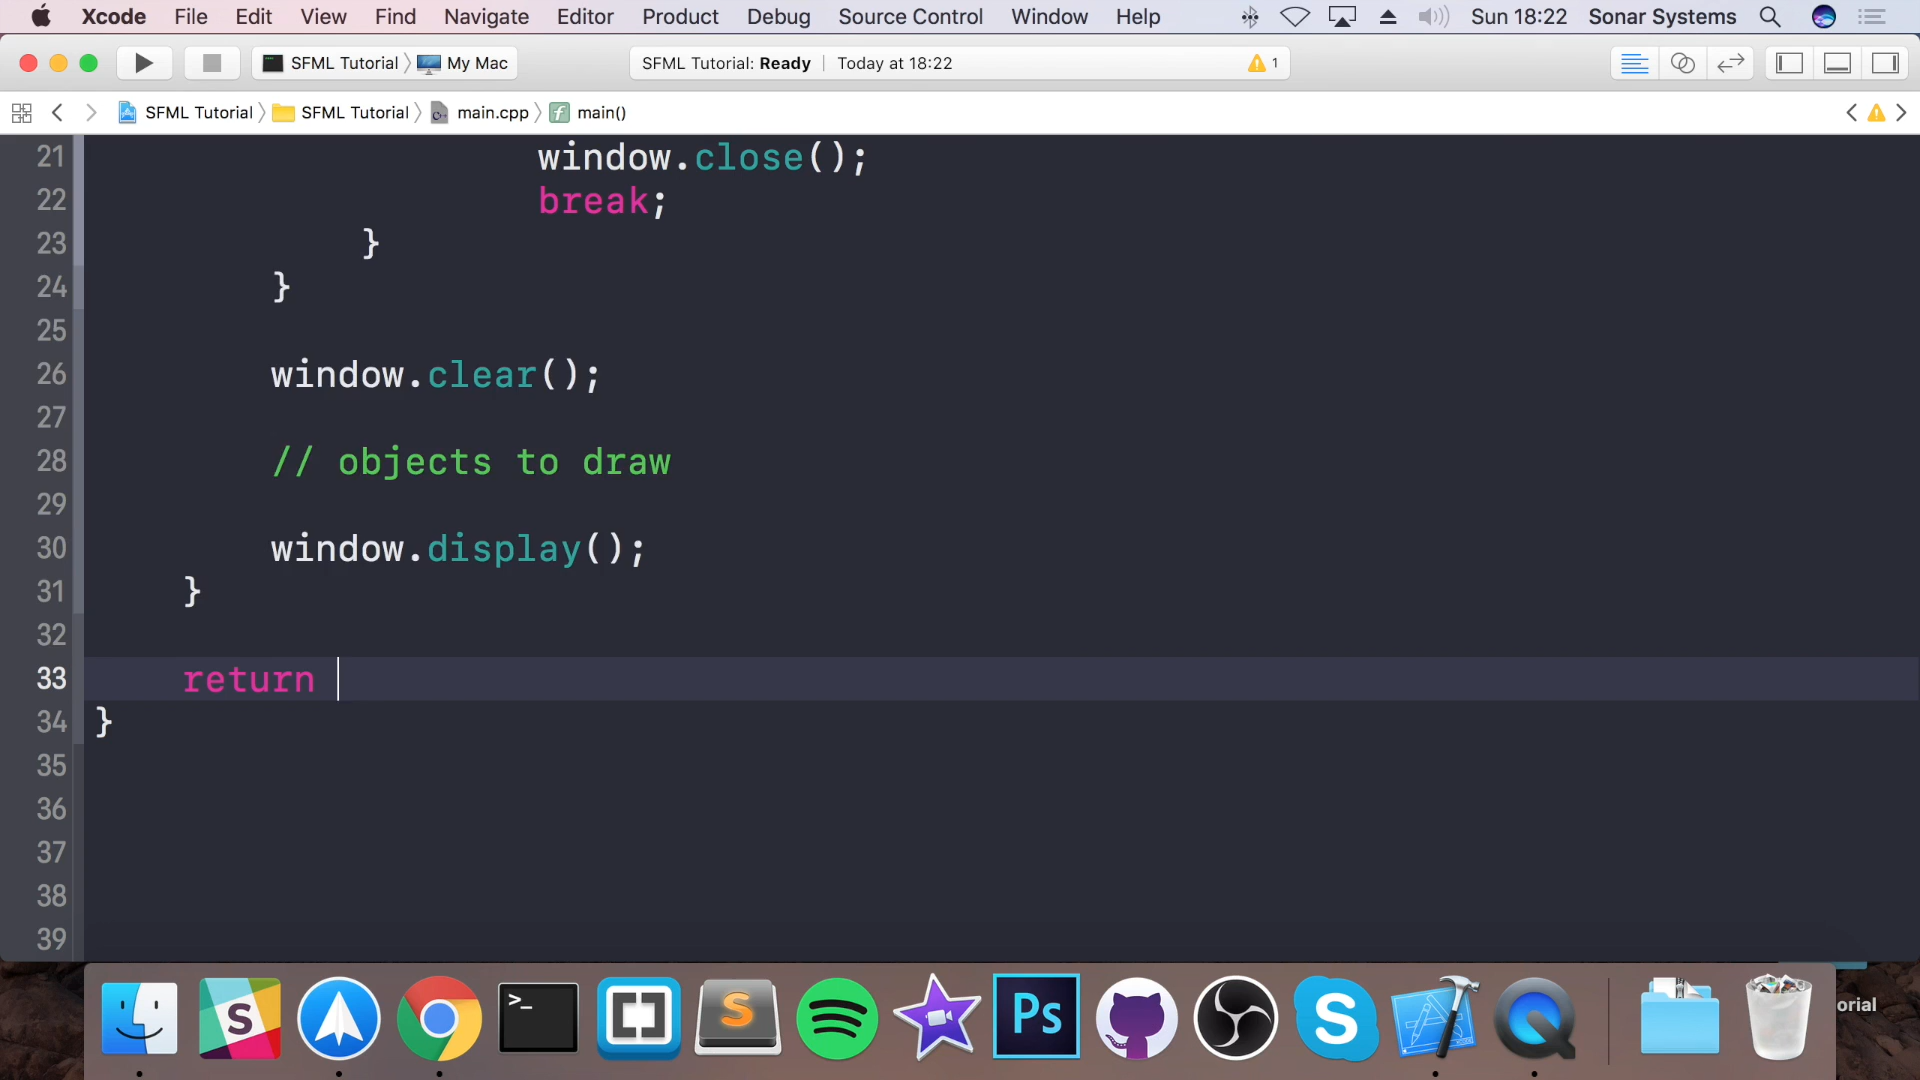 Xcode File Edit View Find Navigate Editor Product Debug Source Control Window Help Sun 18:22 Sonar Systems
SFML Tutorial My Mac SFML Tutorial: Ready Today at 18:22 1
SFML Tutorial SFML Tutorial main.cpp main()
21 window.close();
22 break;
23 }
24 }
25
26 window.clear();
27
28 // objects to draw
29
30 window.display();
31 }
32
33 return
34 }
35
36
37
38
39
S >_ S Ps S orial